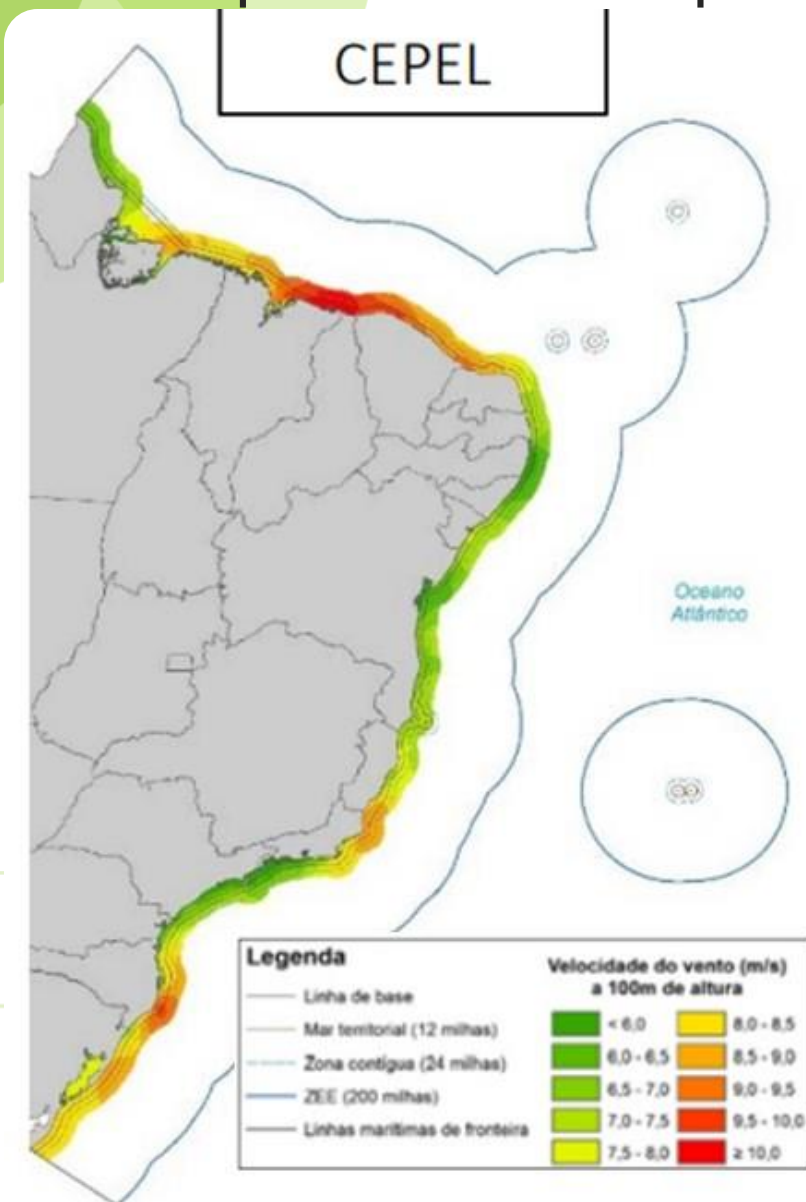 CEPEL
Oceano
Atlântico
Legenda
Linha de base
Mar territorial (12 milhas)
Zona contígua (24 milhas)
ZEE (200 milhas)
Linhas marítimas de fronteira
Velocidade do vento (m/s)
a 100m de altura
< 6,0
6,0 - 6,5
6,5 - 7,0
7,0 - 7,5
7,5 - 8,0
8,0 - 8,5
8,5 - 9,0
9,0 - 9,5
9,5 - 10,0
≥ 10,0